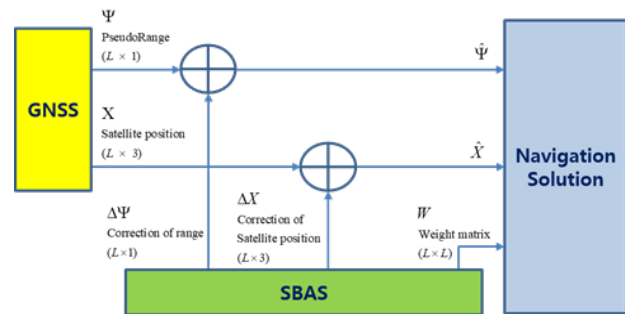 Ψ
PseudoRange
(L × 1)
Ψ̂
GNSS
X
Satellite position
(L × 3)
X̂
Navigation
Solution
ΔΨ
Correction of range
(L×1)
ΔX
Correction of
Satellite position
(L×3)
W
Weight matrix
(L×L)
SBAS